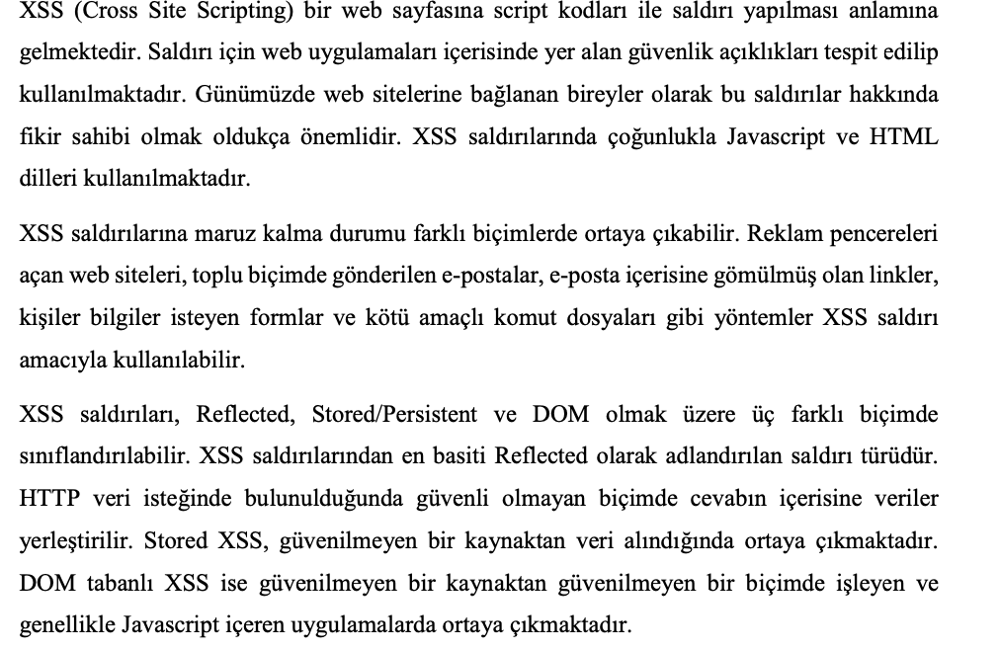 XSS (Cross Site Scripting) bir web sayfasına script kodları ile saldırı yapılması anlamına
gelmektedir. Saldırı için web uygulamaları içerisinde yer alan güvenlik açıklıkları tespit edilip
kullanılmaktadır. Günümüzde web sitelerine bağlanan bireyler olarak bu saldırılar hakkında
fikir sahibi olmak oldukça önemlidir. XSS saldırılarında çoğunlukla Javascript ve HTML
dilleri kullanılmaktadır.
XSS saldırılarına maruz kalma durumu farklı biçimlerde ortaya çıkabilir. Reklam pencereleri
açan web siteleri, toplu biçimde gönderilen e-postalar, e-posta içerisine gömülmüş olan linkler,
kişiler bilgiler isteyen formlar ve kötü amaçlı komut dosyaları gibi yöntemler XSS saldırı
amacıyla kullanılabilir.
XSS saldırıları, Reflected, Stored/Persistent ve DOM olmak üzere üç farklı biçimde
sınıflandırılabilir. XSS saldırılarından en basiti Reflected olarak adlandırılan saldırı türüdür.
HTTP veri isteğinde bulunulduğunda güvenli olmayan biçimde cevabın içerisine veriler
yerleştirilir. Stored XSS, güvenilmeyen bir kaynaktan veri alındığında ortaya çıkmaktadır.
DOM tabanlı XSS ise güvenilmeyen bir kaynaktan güvenilmeyen bir biçimde işleyen ve
genellikle Javascript içeren uygulamalarda ortaya çıkmaktadır.